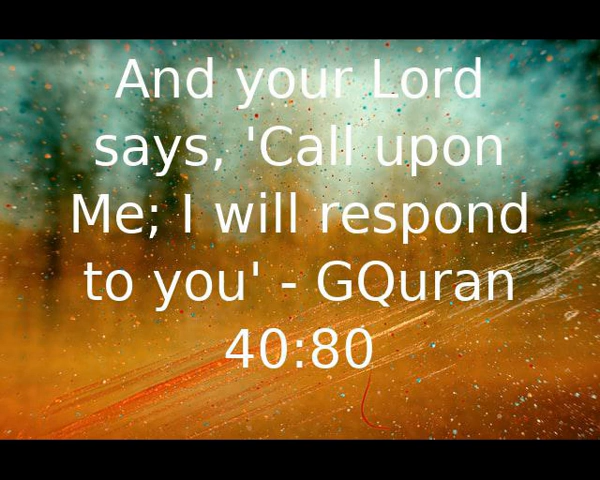 And your Lord
says, 'Call upon
Me; I will respond
to you' - GQuran
40:80